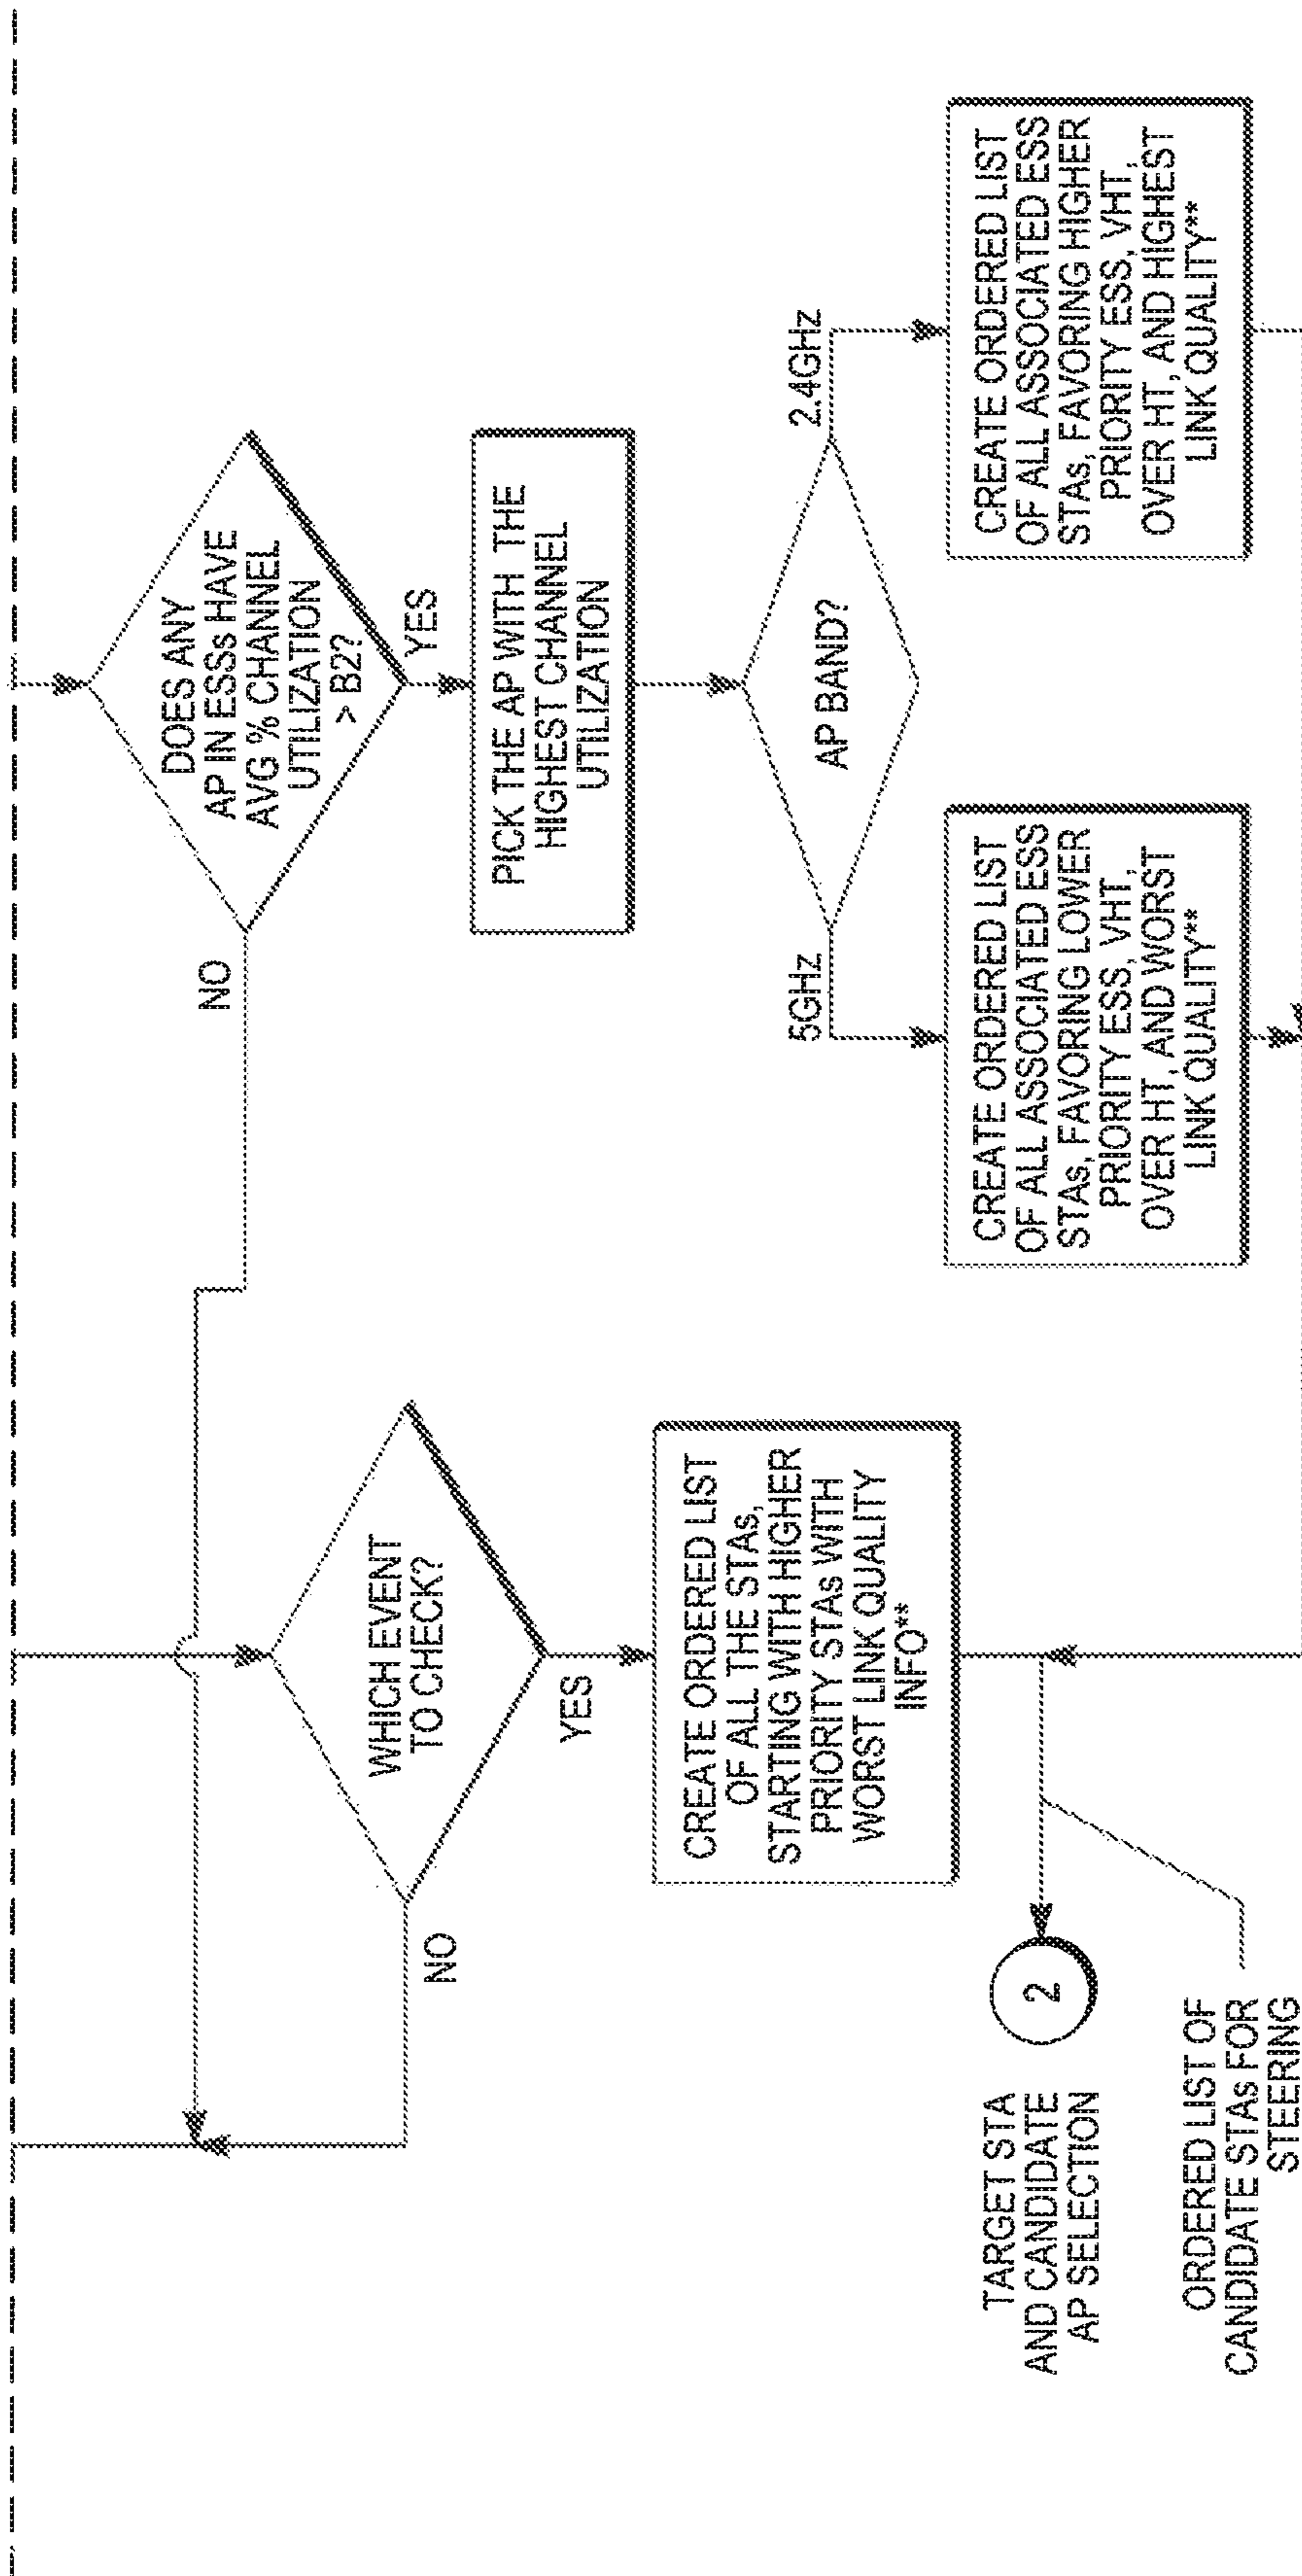 DOES ANY
AP IN ESSs HAVE
AVG % CHANNEL
UTILIZATION
> B2?
NO
YES
PICK THE AP WITH THE
HIGHEST CHANNEL
UTILIZATION
AP BAND?
5GHz
2.4GHz
CREATE ORDERED LIST
OF ALL ASSOCIATED ESS
STAs, FAVORING LOWER
PRIORITY ESS, VHT,
OVER HT, AND WORST
LINK QUALITY**
CREATE ORDERED LIST
OF ALL ASSOCIATED ESS
STAs, FAVORING HIGHER
PRIORITY ESS, VHT,
OVER HT, AND HIGHEST
LINK QUALITY**
WHICH EVENT
TO CHECK?
NO
YES
CREATE ORDERED LIST
OF ALL THE STAs,
STARTING WITH HIGHER
PRIORITY STAs WITH
WORST LINK QUALITY
INFO**
2
TARGET STA
AND CANDIDATE
AP SELECTION
ORDERED LIST OF
CANDIDATE STAs FOR
STEERING